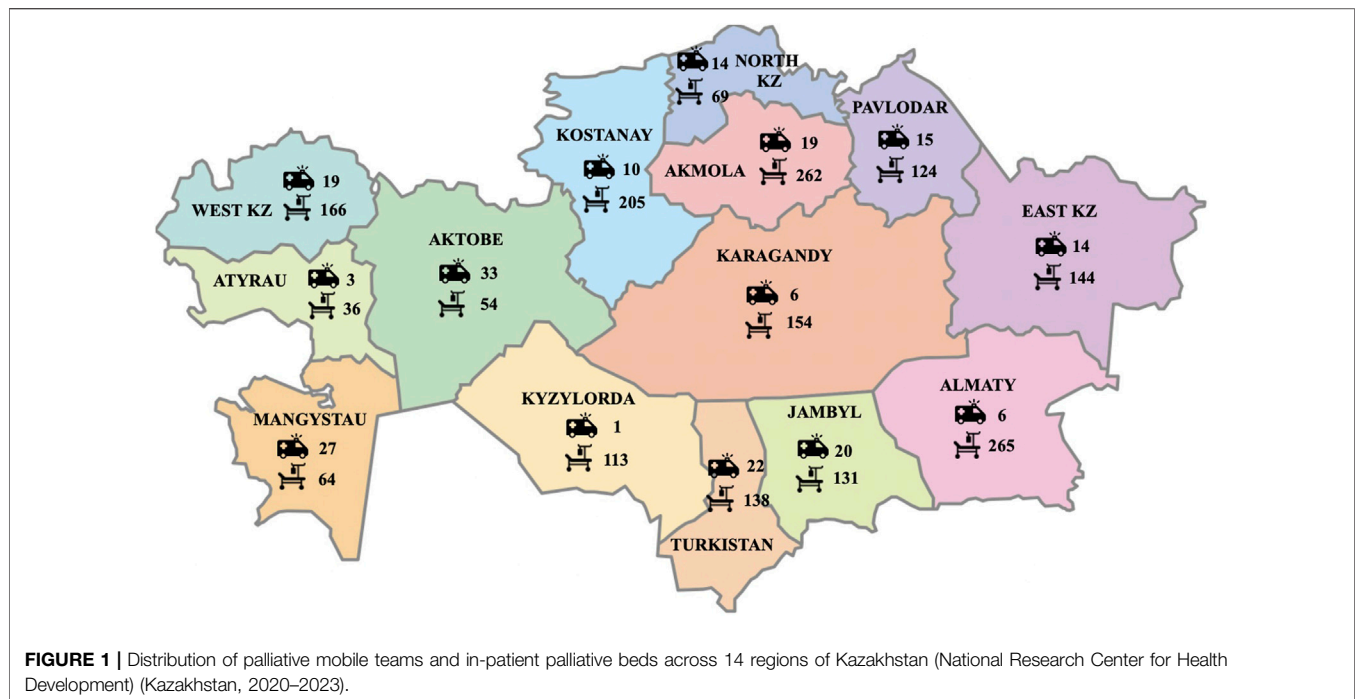 14 NORTH
KZ
69
PAVLODAR
15
124
KOSTANAY
10
205
19
AKMOLA
262
19
WEST KZ
166
EAST KZ
14
144
AKTOBE
33
54
KARAGANDY
6
154
ATYRAU
3
36
ALMATY
6
265
KYZYLORDA
1
113
JAMBYL
20
131
MANGYSTAU
27
64
22
138
TURKISTAN
FIGURE 1 | Distribution of palliative mobile teams and in-patient palliative beds across 14 regions of Kazakhstan (National Research Center for Health
Development) (Kazakhstan, 2020–2023).